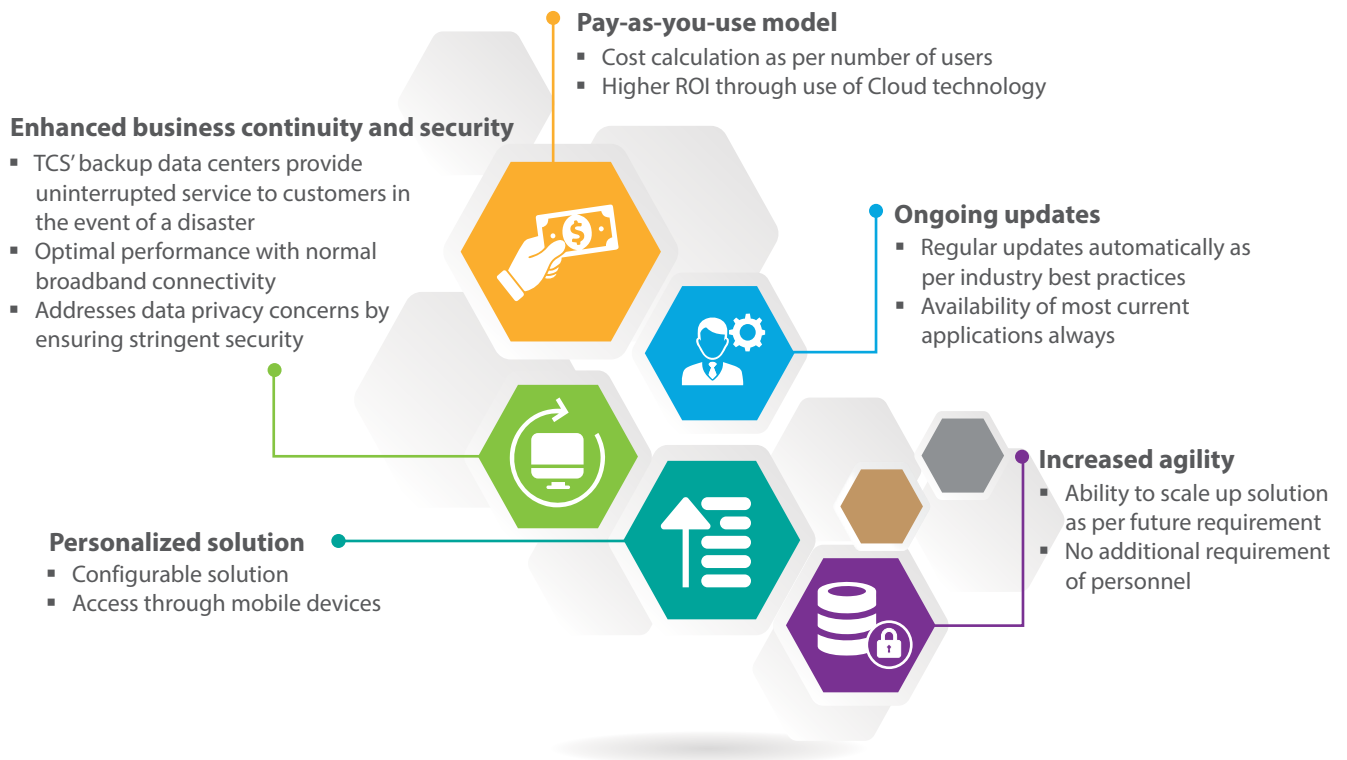 Pay-as-you-use model
▪ Cost calculation as per number of users
▪ Higher ROI through use of Cloud technology
Enhanced business continuity and security
▪ TCS’ backup data centers provide
uninterrupted service to customers in
the event of a disaster
▪ Optimal performance with normal
broadband connectivity
▪ Addresses data privacy concerns by
ensuring stringent security
Ongoing updates
▪ Regular updates automatically as
per industry best practices
▪ Availability of most current
applications always
Increased agility
▪ Ability to scale up solution
as per future requirement
▪ No additional requirement
of personnel
Personalized solution
▪ Configurable solution
▪ Access through mobile devices
$